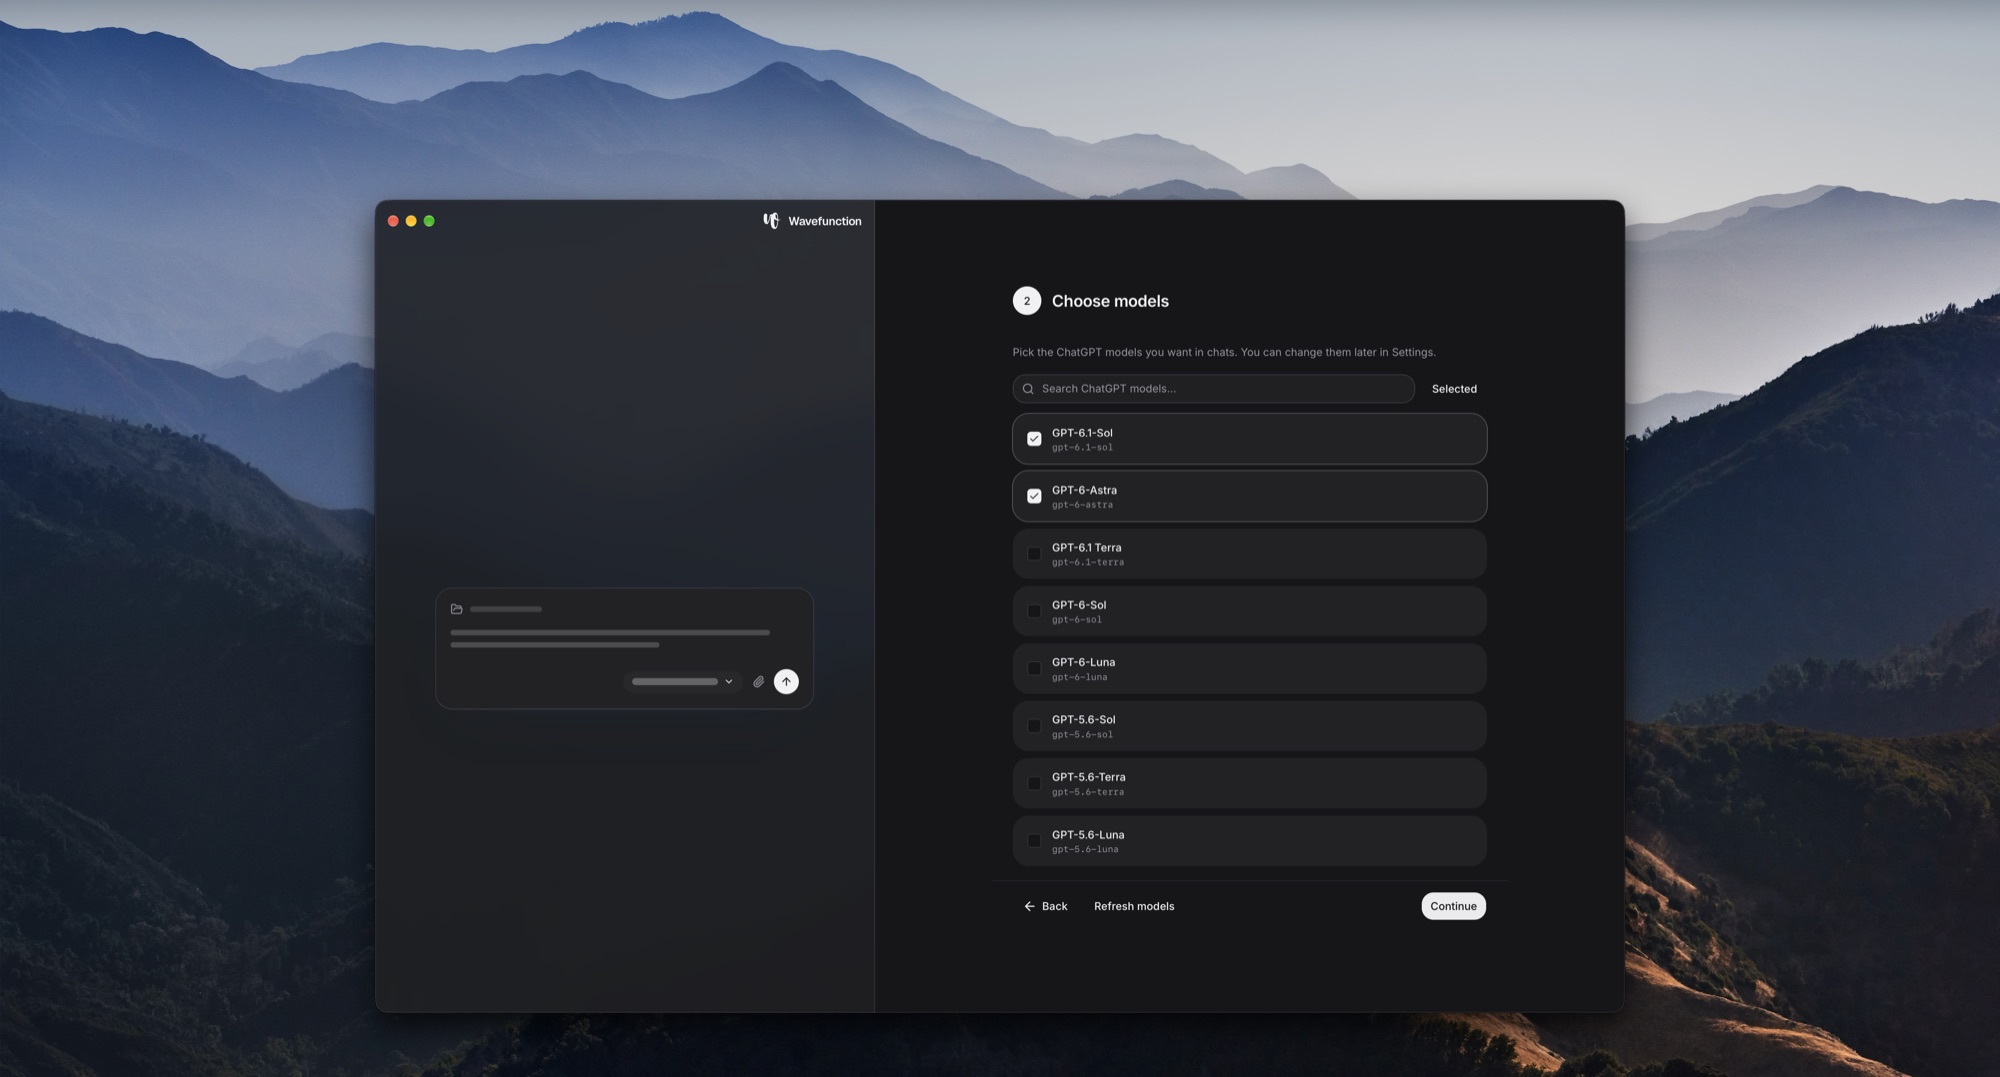 Wavefunction
2
Choose models
Pick the ChatGPT models you want in chats. You can change them later in Settings.
Search ChatGPT models...
Selected
GPT-6.1-Sol
gpt-6.1-sol
GPT-6-Astra
gpt-6-astra
GPT-6.1 Terra
gpt-6.1-terra
GPT-6-Sol
gpt-6-sol
GPT-6-Luna
gpt-6-luna
GPT-5.6-Sol
gpt-5.6-sol
GPT-5.6-Terra
gpt-5.6-terra
GPT-5.6-Luna
gpt-5.6-luna
Back
Refresh models
Continue